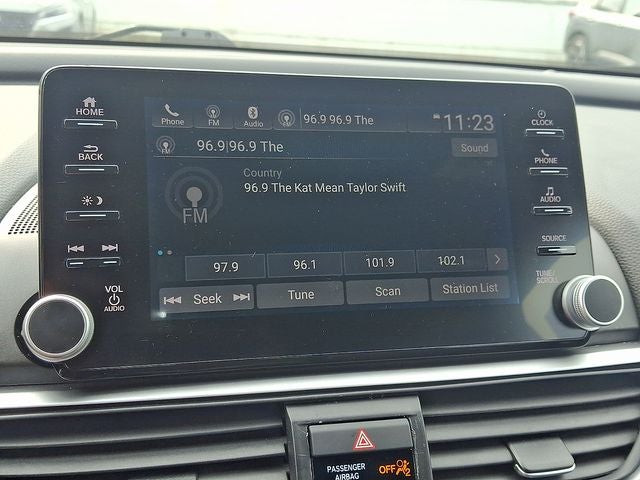 HOME
BACK
VOL
AUDIO
Phone
FM
Audio
96.9 96.9 The
11:23
FM
96.9|96.9 The
Sound
Country
96.9 The Kat Mean Taylor Swift
FM
97.9
96.1
101.9
102.1
Seek
Tune
Scan
Station List
CLOCK
PHONE
AUDIO
SOURCE
TUNE/
SCROLL
PASSENGER
AIRBAG
OFF
2